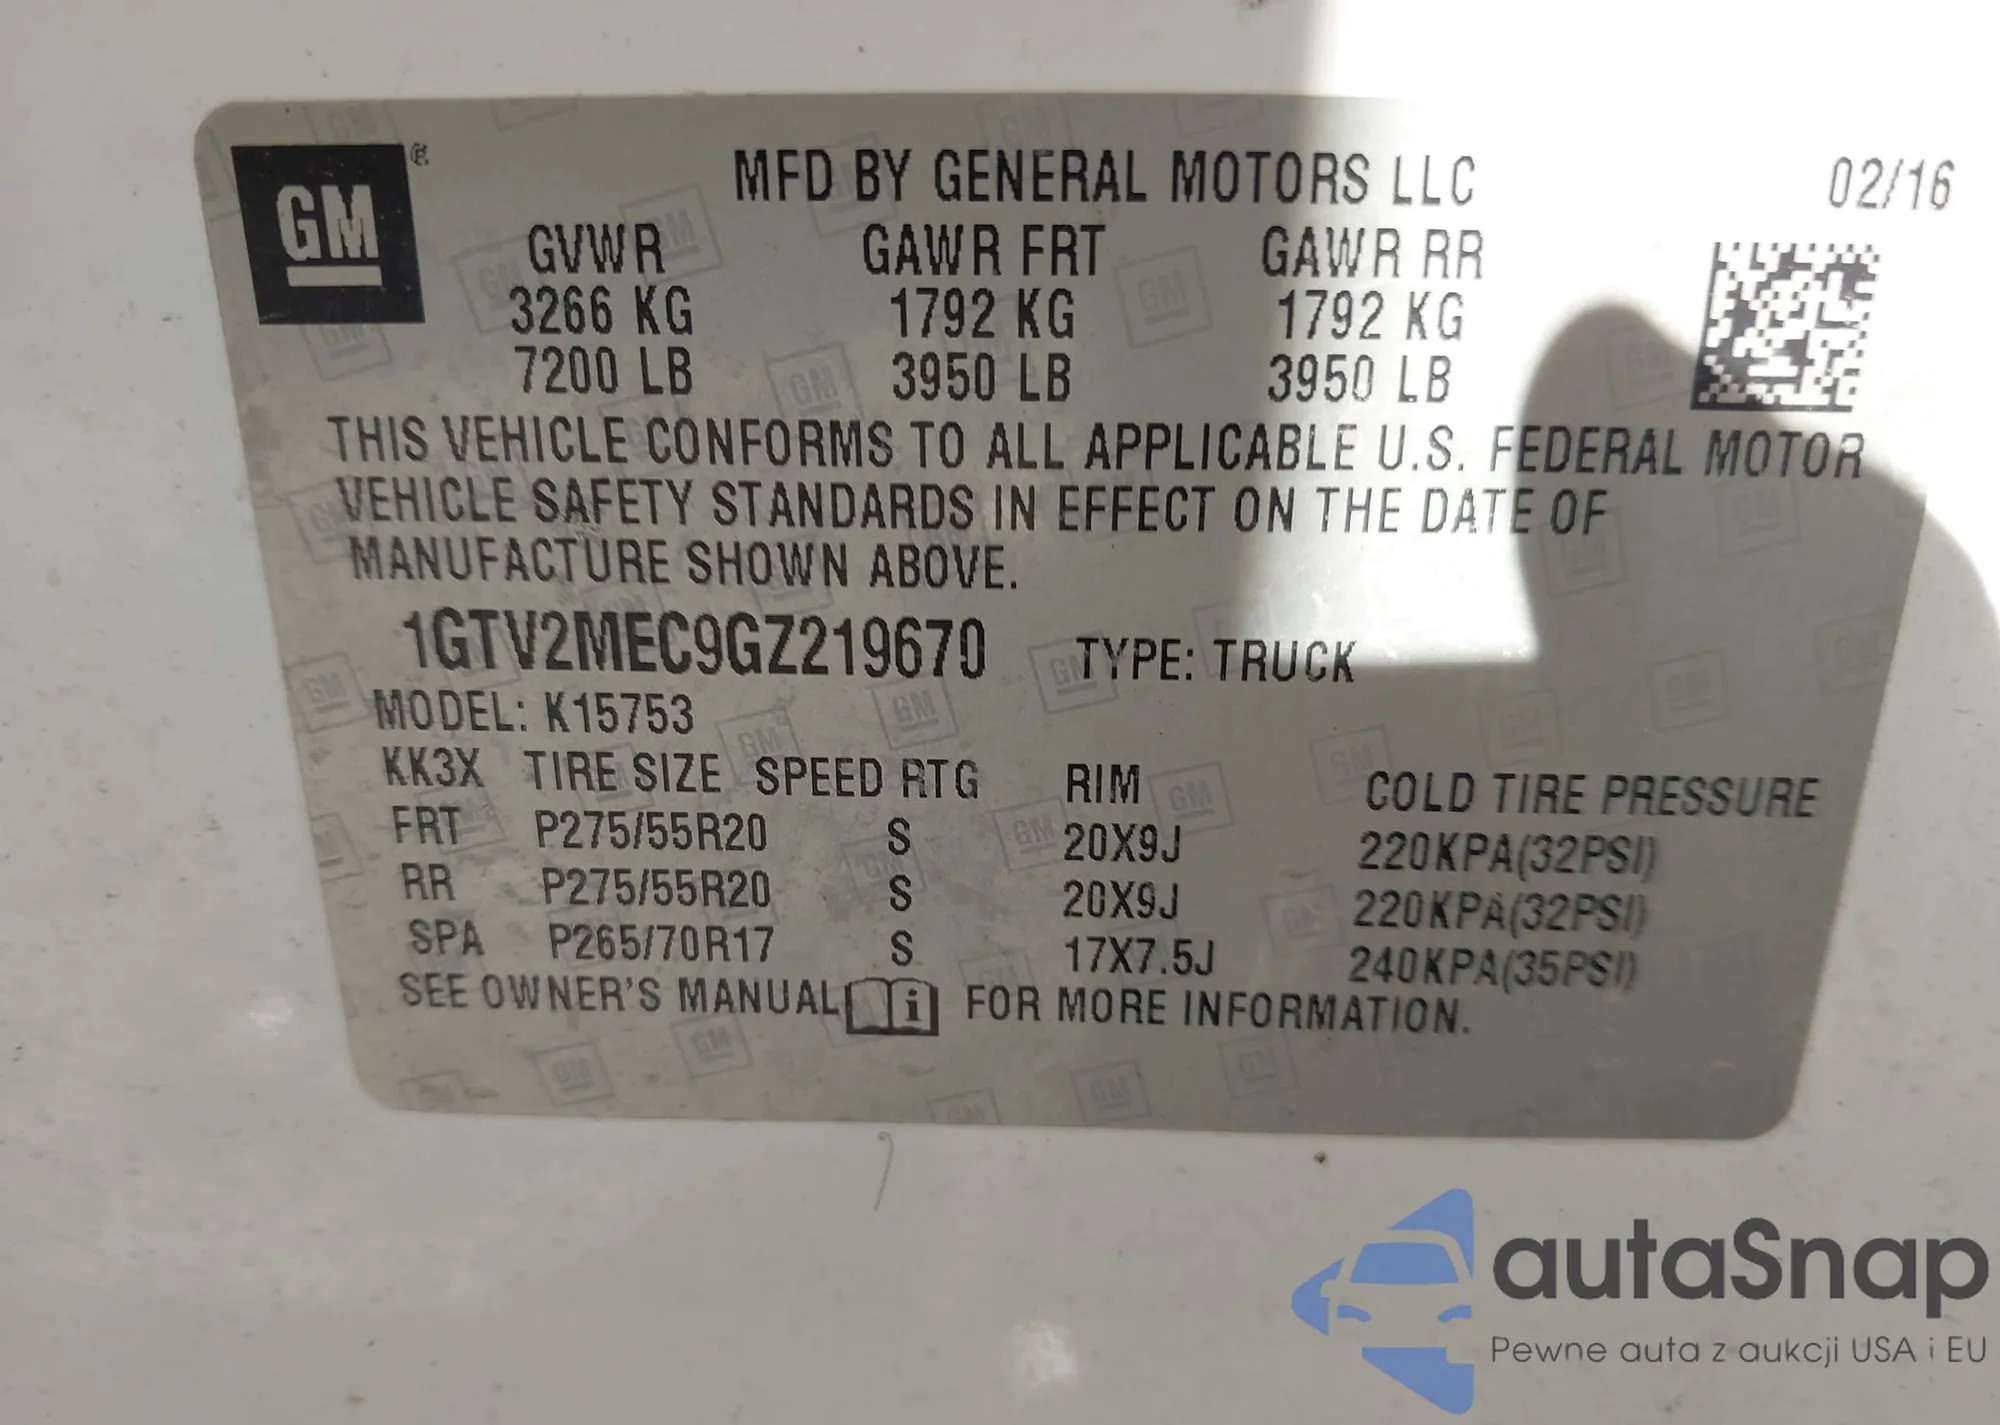 GM
MFD BY GENERAL MOTORS LLC 02/16
GVWR GAWR FRT GAWR RR
3266 KG 1792 KG 1792 KG
7200 LB 3950 LB 3950 LB
THIS VEHICLE CONFORMS TO ALL APPLICABLE U.S. FEDERAL MOTOR
VEHICLE SAFETY STANDARDS IN EFFECT ON THE DATE OF
MANUFACTURE SHOWN ABOVE.
1GTV2MEC9GZ219670 TYPE: TRUCK
MODEL: K15753
KK3X TIRE SIZE SPEED RTG RIM COLD TIRE PRESSURE
FRT P275/55R20 S 20X9J 220KPA(32PSI)
RR P275/55R20 S 20X9J 220KPA(32PSI)
SPA P265/70R17 S 17X7.5J 240KPA(35PSI)
SEE OWNER'S MANUAL i FOR MORE INFORMATION.
autaSnap
Pewne auta z aukcji USA i EU